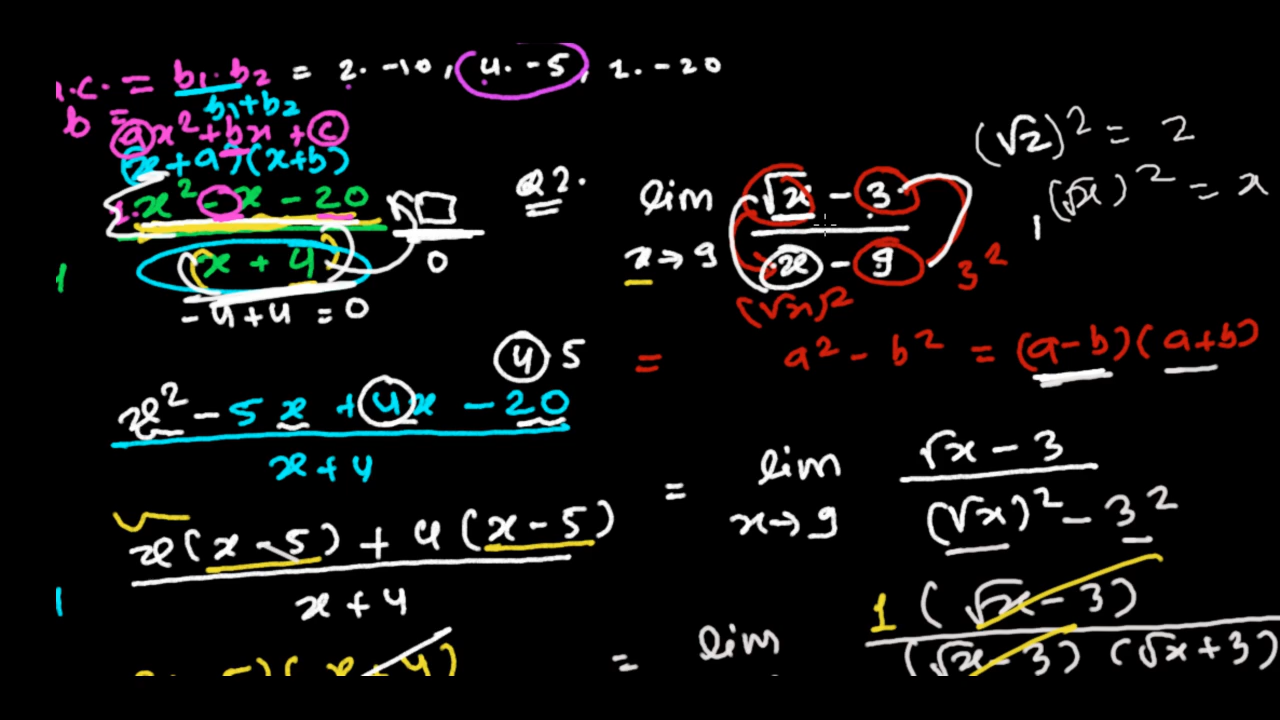 .c. = b1.b2 = 2.-10, 4.-5, 1.-20
b = b1+b2
ax² + bx + c
(x+a)(x+b)
x² - x - 20
x + 4
-4+4 = 0
□
0
4 5
x² - 5x + 4x - 20
x+4
x(x-5) + 4(x-5)
x+4
Q2.
lim √x - 3
x→9 x - 9
(√x)² 3²
(√2)² = 2
(√x)² = x
= a² - b² = (a-b)(a+b)
= lim √x - 3
x→9 (√x)² - 3²
= lim 1 (√x - 3)
(√x-3) (√x+3)